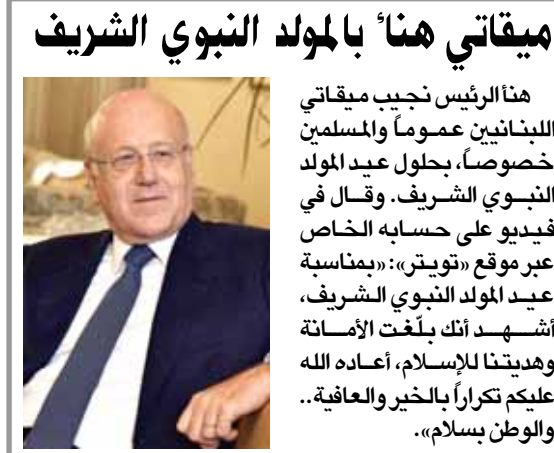 ميقاتي هنأ بالمولد النبوي الشريف
هنأ الرئيس نجيب ميقاتي
اللبنانيين عموماً والمسلمين
خصوصاً، بحلول عيد المولد
النبوي الشريف. وقال في
فيديو على حسابه الخاص
عبر موقع «تويتر»: «بمناسبة
عيد المولد النبوي الشريف،
أشهد أنك بلّغت الأمانة
وهديتنا للإسلام، أعاده الله
عليكم تكراراً بالخير والعافية..
والوطن بسلام».